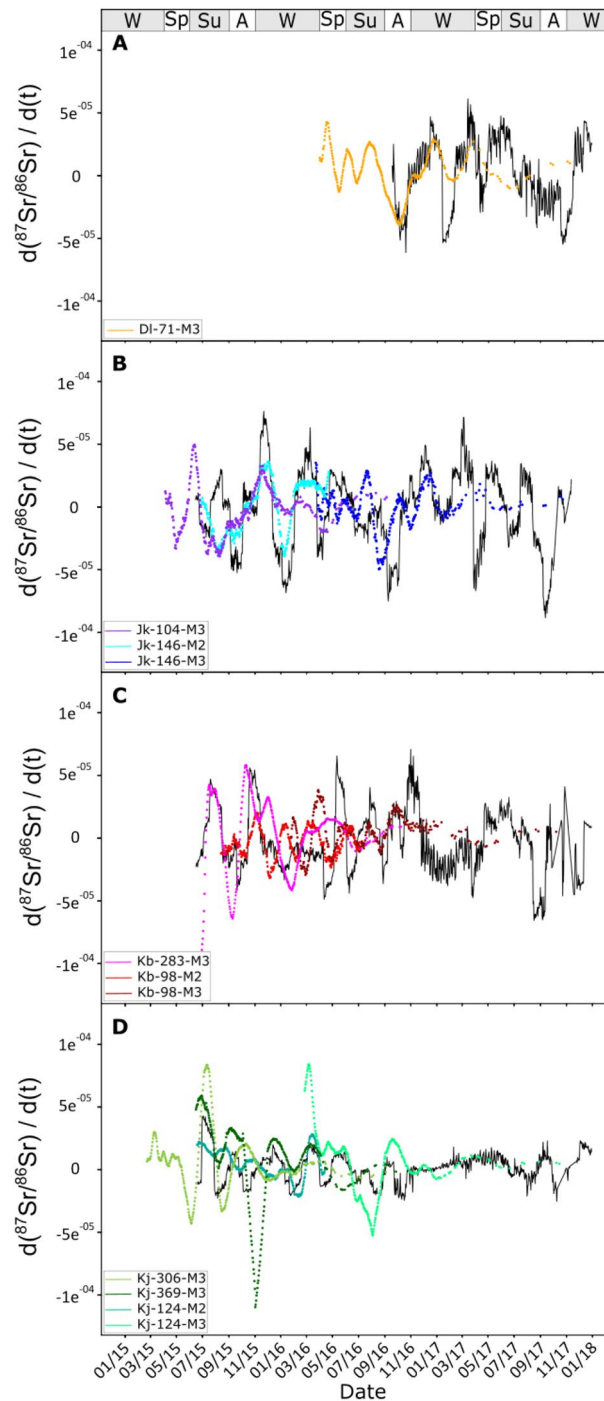 W Sp Su A W Sp Su A W Sp Su A W
A
1e⁻⁰⁴
5e⁻⁰⁵
0
-5e⁻⁰⁵
-1e⁻⁰⁴
d(⁸⁷Sr/⁸⁶Sr) / d(t)
Dl-71-M3
B
1e⁻⁰⁴
5e⁻⁰⁵
0
-5e⁻⁰⁵
-1e⁻⁰⁴
d(⁸⁷Sr/⁸⁶Sr) / d(t)
Jk-104-M3
Jk-146-M2
Jk-146-M3
C
1e⁻⁰⁴
5e⁻⁰⁵
0
-5e⁻⁰⁵
-1e⁻⁰⁴
d(⁸⁷Sr/⁸⁶Sr) / d(t)
Kb-283-M3
Kb-98-M2
Kb-98-M3
D
1e⁻⁰⁴
5e⁻⁰⁵
0
-5e⁻⁰⁵
-1e⁻⁰⁴
d(⁸⁷Sr/⁸⁶Sr) / d(t)
Kj-306-M3
Kj-369-M3
Kj-124-M2
Kj-124-M3
01/15 03/15 05/15 07/15 09/15 11/15 01/16 03/16 05/16 07/16 09/16 11/16 01/17 03/17 05/17 07/17 09/17 11/17 01/18
Date